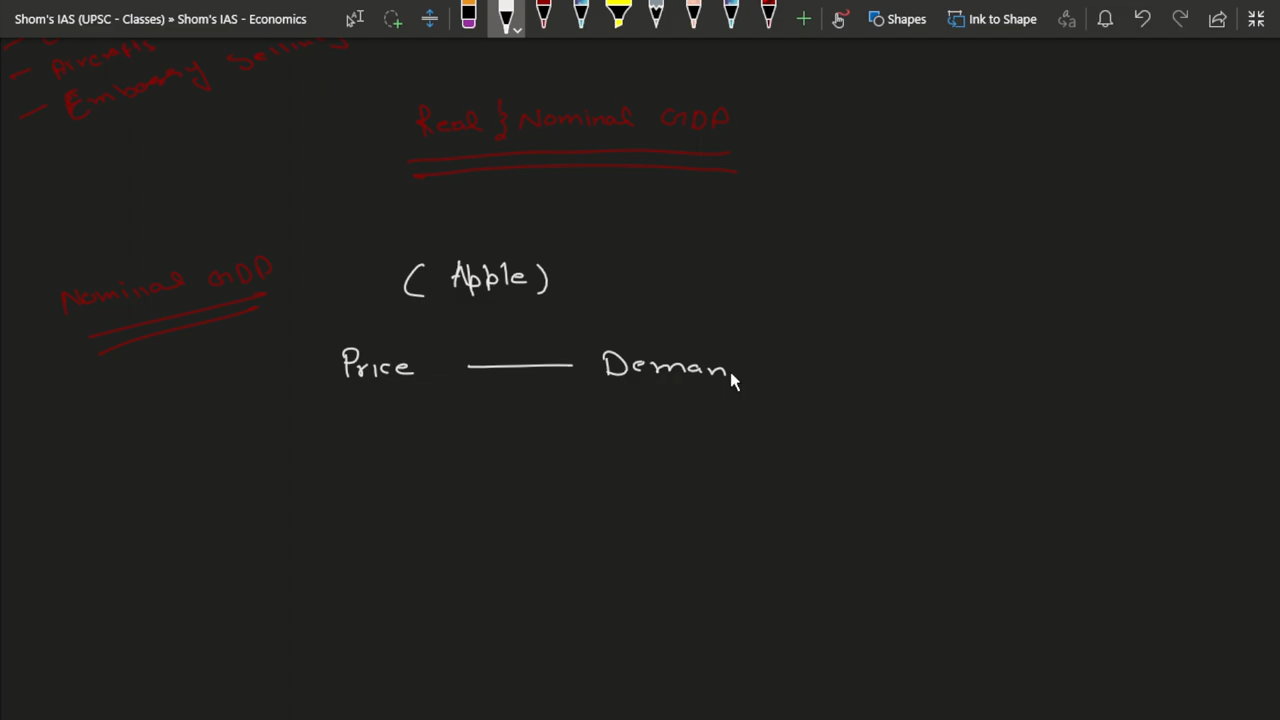 Shom's IAS (UPSC - Classes) » Shom's IAS - Economics
Shapes
Ink to Shape
- Embassy Selling
Real } Nominal GDP
Nominal GDP
( Apple )
Price — Deman